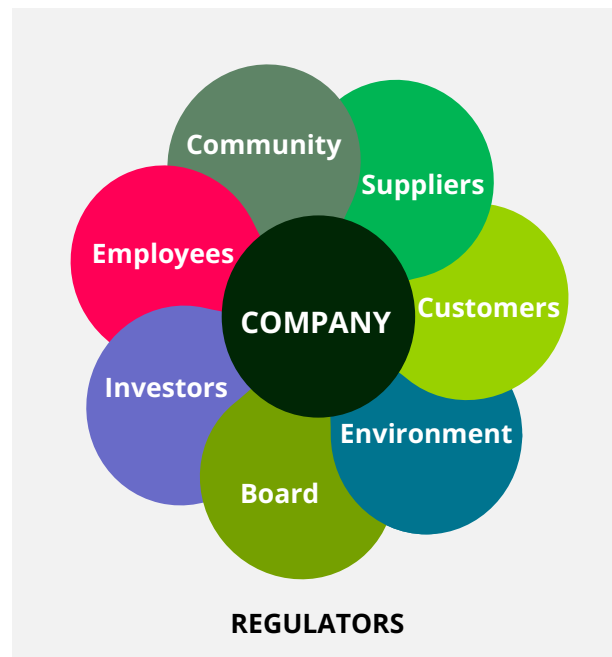 Community
Suppliers
Employees
Customers
COMPANY
Investors
Environment
Board
REGULATORS